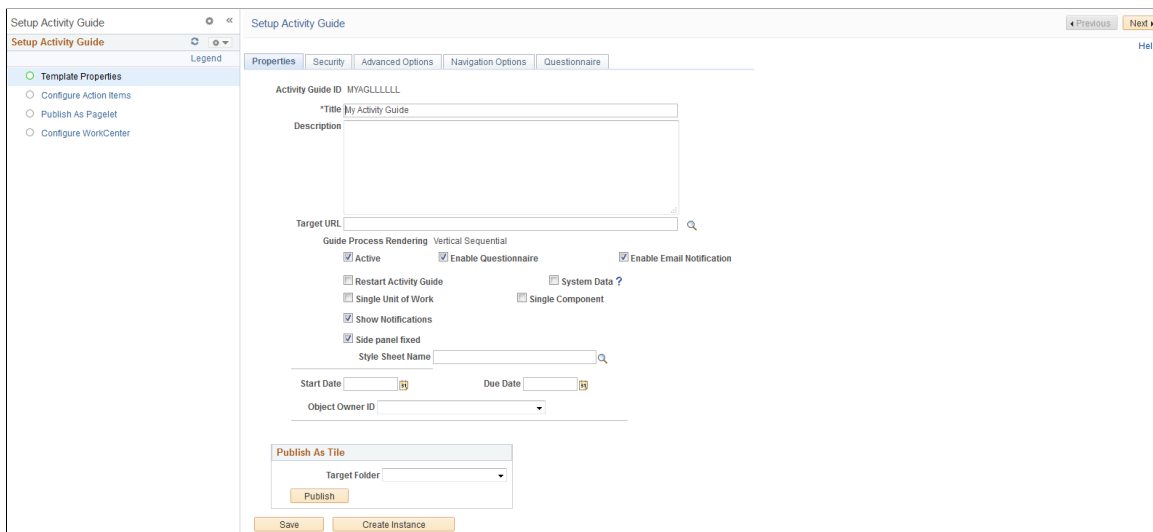 Setup Activity Guide
Setup Activity Guide
Legend
Template Properties
Configure Action Items
Publish As Pagelet
Configure WorkCenter
Setup Activity Guide
Previous Next
Hel
Properties Security Advanced Options Navigation Options Questionnaire
Activity Guide ID MYAGLLLLLL
*Title My Activity Guide
Description
Target URL
Guide Process Rendering Vertical Sequential
Active Enable Questionnaire Enable Email Notification
Restart Activity Guide System Data ?
Single Unit of Work Single Component
Show Notifications
Side panel fixed
Style Sheet Name
Start Date Due Date
Object Owner ID
Publish As Tile
Target Folder
Publish
Save Create Instance